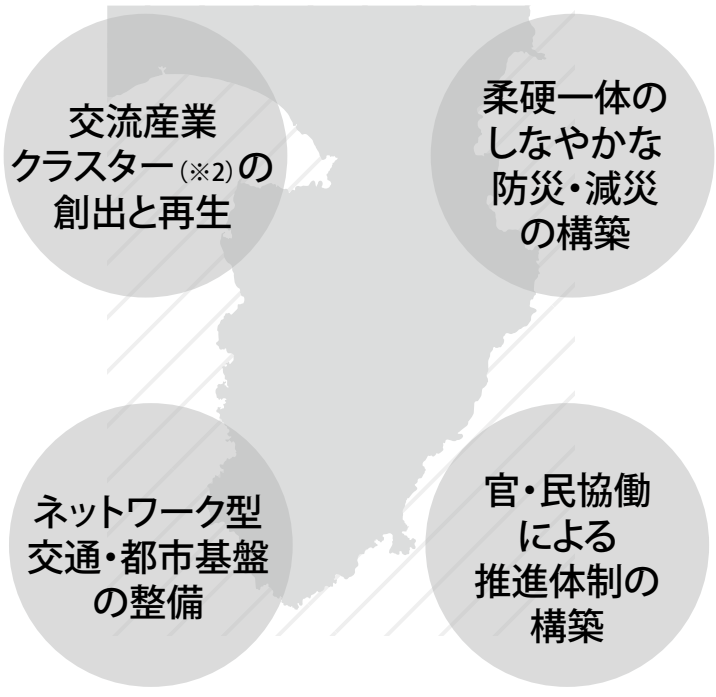 交流産業
クラスター(※2)の
創出と再生
柔硬一体の
しなやかな
防災・減災
の構築
ネットワーク型
交通・都市基盤
の整備
官・民協働
による
推進体制の
構築